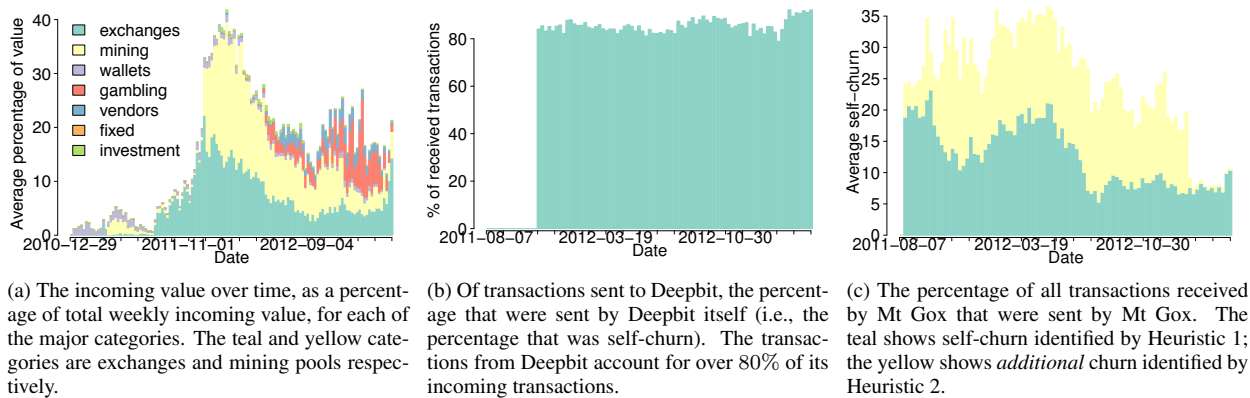 Average percentage of value
40
30
20
10
0
exchanges
mining
wallets
gambling
vendors
fixed
investment
2010−12−29
2011−11−01
2012−09−04
Date
% of received transactions
80
60
40
20
0
2011−08−07
2012−03−19
2012−10−30
Date
Average self−churn
35
30
25
20
15
10
5
0
2011−08−07
2012−03−19
2012−10−30
Date
(a) The incoming value over time, as a percent-
age of total weekly incoming value, for each of
the major categories. The teal and yellow cate-
gories are exchanges and mining pools respec-
tively.
(b) Of transactions sent to Deepbit, the percent-
age that were sent by Deepbit itself (i.e., the
percentage that was self-churn). The transac-
tions from Deepbit account for over 80% of its
incoming transactions.
(c) The percentage of all transactions received
by Mt Gox that were sent by Mt Gox. The
teal shows self-churn identified by Heuristic 1;
the yellow shows additional churn identified by
Heuristic 2.